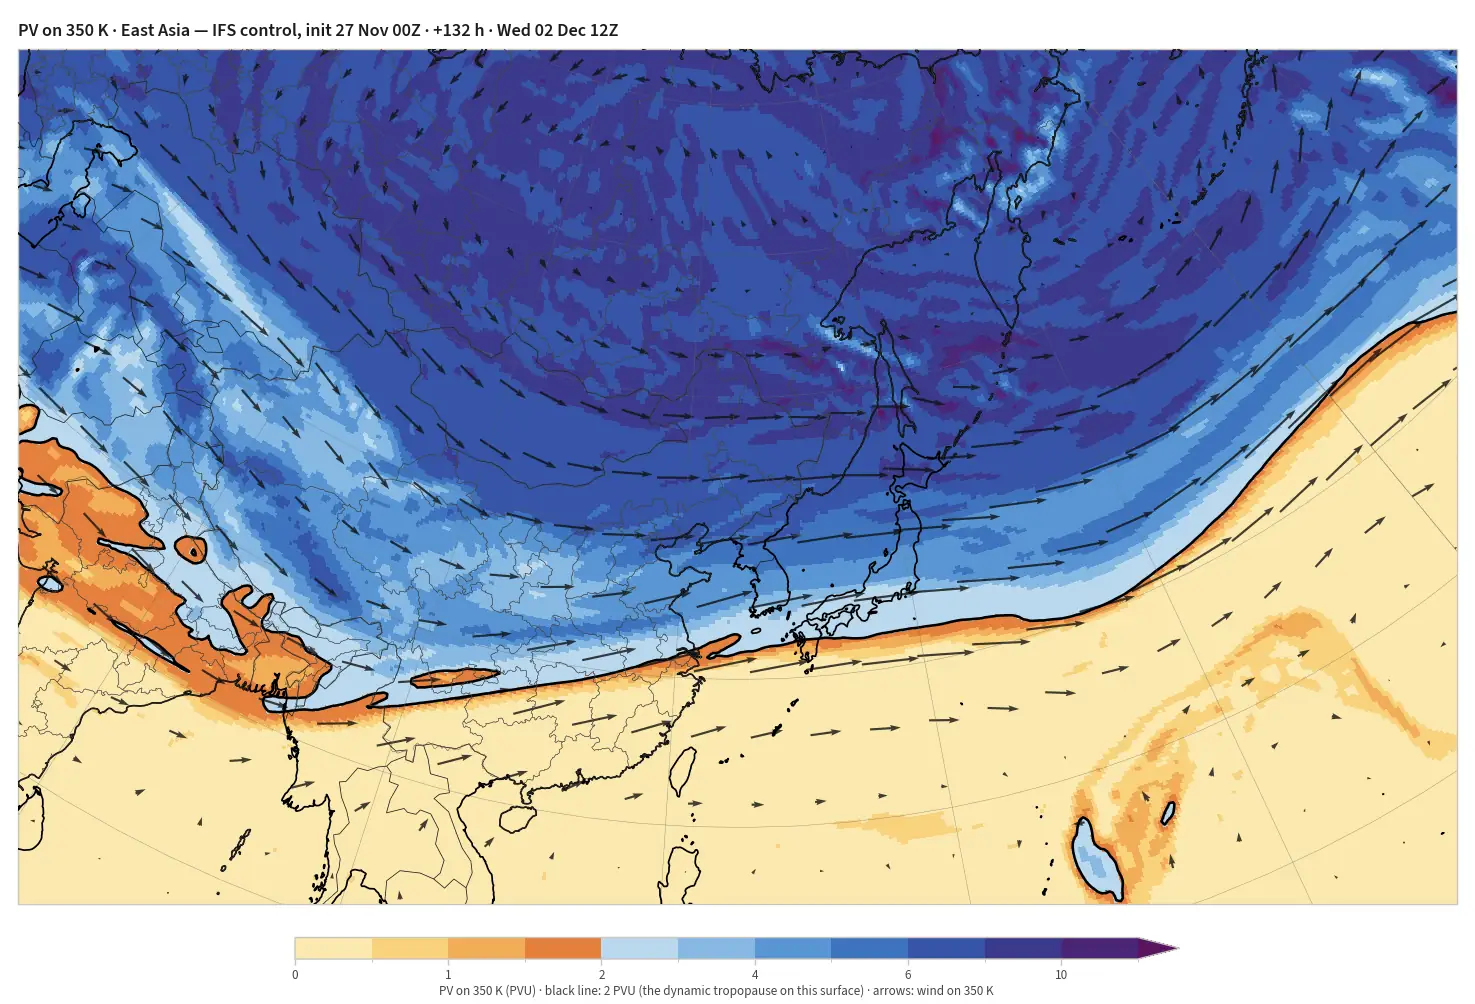 PV on 350 K · East Asia — IFS control, init 27 Nov 00Z · +132 h · Wed 02 Dec 12Z
0 1 2 4 6 10
PV on 350 K (PVU) · black line: 2 PVU (the dynamic tropopause on this surface) · arrows: wind on 350 K